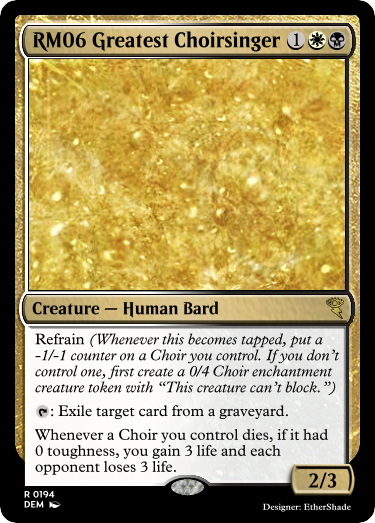 RM06 Greatest Choirsinger 1
Creature — Human Bard
Refrain (Whenever this becomes tapped, put a
-1/-1 counter on a Choir you control. If you don't
control one, first create a 0/4 Choir enchantment
creature token with “This creature can't block.”)
: Exile target card from a graveyard.
Whenever a Choir you control dies, if it had
0 toughness, you gain 3 life and each
opponent loses 3 life.
2/3
R 0194
DEM
Designer: EtherShade